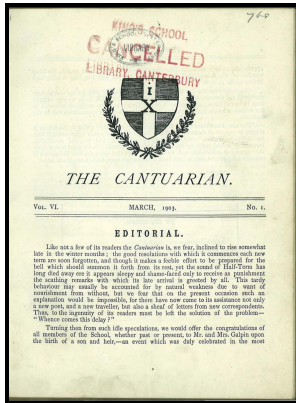 760
KING'S SCHOOL
CANCELLED
LIBRARY, CANTERBURY
I
X
THE CANTUARIAN.
VOL. VI. MARCH, 1903. No. 1.
EDITORIAL.
Like not a few of its readers the Cantuarian is, we fear, inclined to rise somewhat
late in the winter months; the good resolutions with which it commences each new
term are soon forgotten, and though it makes a feeble effort to be prepared for the
bell which should summon it forth from its rest, yet the sound of Half-Term has
long died away ere it appears sleepy and shame-faced only to receive as punishment
the scathing remarks with which its late arrival is greeted by all. This tardy
behaviour may usually be accounted for by natural weakness due to want of
nourishment from without, but we fear that on the present occasion such an
explanation would be impossible, for there have now come to its assistance not only
a new poet, and a new traveller, but also a sheaf of letters from new correspondents.
Thus, to the ingenuity of its readers must be left the solution of the problem—
"Whence comes this delay?"
Turning then from such idle speculations, we would offer the congratulations of
all members of the School, whether past or present, to Mr. and Mrs. Galpin upon
the birth of a son and heir,—an event which was duly celebrated in the most